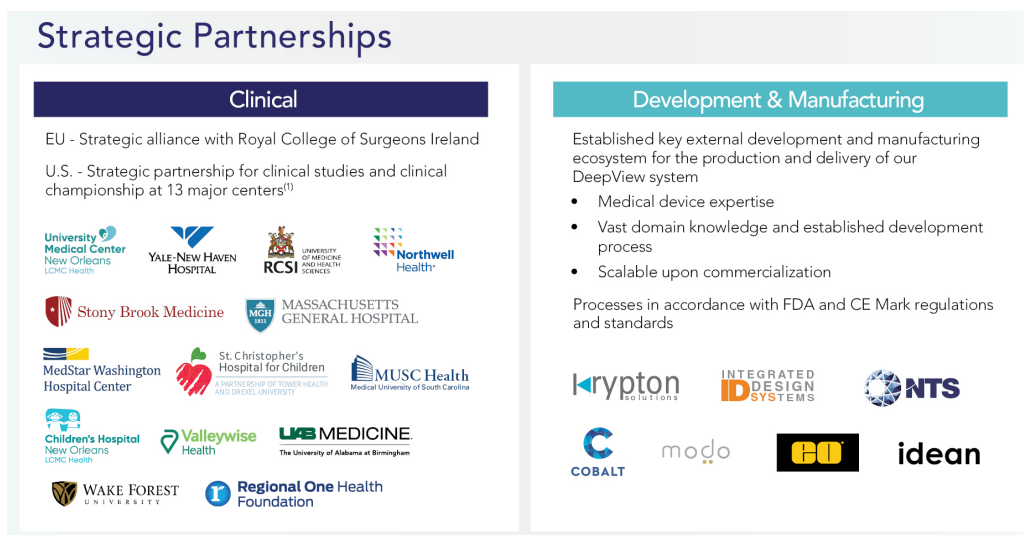 Strategic Partnerships
Clinical
EU - Strategic alliance with Royal College of Surgeons Ireland
U.S. - Strategic partnership for clinical studies and clinical
championship at 13 major centers(1)
University
Medical Center
New Orleans
LCMC Health
YALE-NEW HAVEN
HOSPITAL
RCSI
UNIVERSITY
OF MEDICINE
AND HEALTH
SCIENCES
Northwell
Health®
Stony Brook Medicine
MGH
1811
MASSACHUSETTS
GENERAL HOSPITAL
MedStar Washington
Hospital Center
St. Christopher's
Hospital for Children
A PARTNERSHIP OF TOWER HEALTH
AND DREXEL UNIVERSITY
MUSC Health
Medical University of South Carolina
Children's Hospital
New Orleans
LCMC Health
Valleywise
Health
UAB MEDICINE.
The University of Alabama at Birmingham
WAKE FOREST
UNIVERSITY
r
Regional One Health
Foundation
Development & Manufacturing
Established key external development and manufacturing
ecosystem for the production and delivery of our
DeepView system
• Medical device expertise
• Vast domain knowledge and established development
process
• Scalable upon commercialization
Processes in accordance with FDA and CE Mark regulations
and standards
krypton
solutions
INTEGRATED
DESIGN
SYSTEMS
ID
NTS
COBALT
modo
EO
idean